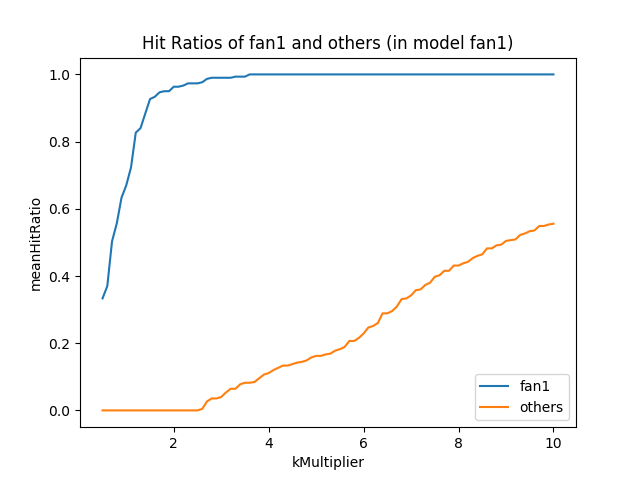 Hit Ratios of fan1 and others (in model fan1)
meanHitRatio
1.0
0.8
0.6
0.4
0.2
0.0
2
4
6
8
10
kMultiplier
fan1
others